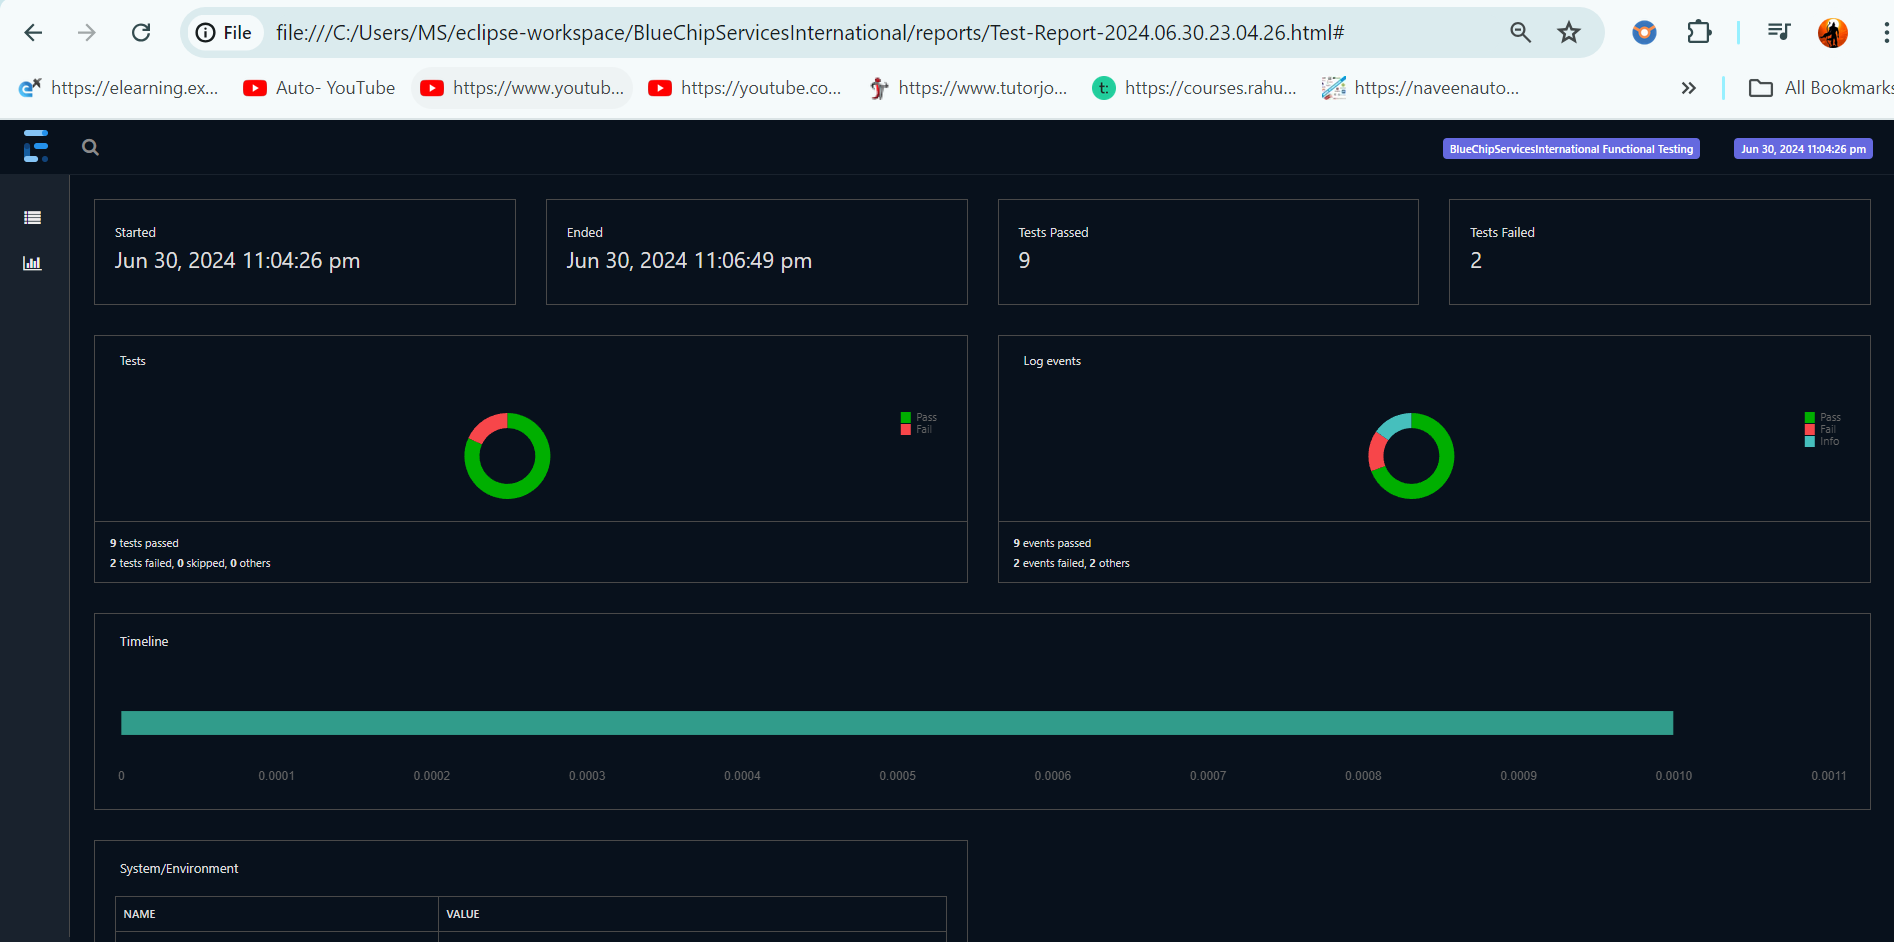 File file:///C:/Users/MS/eclipse-workspace/BlueChipServicesInternational/reports/Test-Report-2024.06.30.23.04.26.html#
https://elearning.ex... Auto- YouTube https://www.youtub... https://youtube.co... https://www.tutorjo... t: https://courses.rahu... https://naveenauto... » All Bookmarks
BlueChipServicesInternational Functional Testing Jun 30, 2024 11:04:26 pm
Started
Jun 30, 2024 11:04:26 pm
Ended
Jun 30, 2024 11:06:49 pm
Tests Passed
9
Tests Failed
2
Tests
Pass
Fail
9 tests passed
2 tests failed, 0 skipped, 0 others
Log events
Pass
Fail
Info
9 events passed
2 events failed, 2 others
Timeline
0 0.0001 0.0002 0.0003 0.0004 0.0005 0.0006 0.0007 0.0008 0.0009 0.0010 0.0011
System/Environment
NAME VALUE